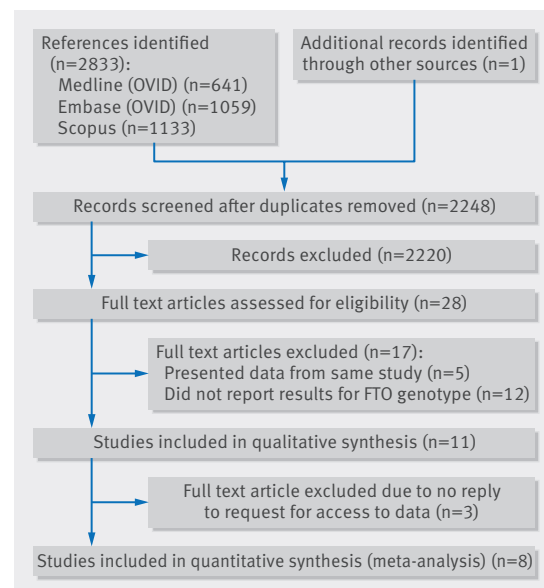 References identified
(n=2833):
Medline (OVID) (n=641)
Embase (OVID) (n=1059)
Scopus (n=1133)
Additional records identified
through other sources (n=1)
Records screened after duplicates removed (n=2248)
Records excluded (n=2220)
Full text articles assessed for eligibility (n=28)
Full text articles excluded (n=17):
Presented data from same study (n=5)
Did not report results for FTO genotype (n=12)
Studies included in qualitative synthesis (n=11)
Full text article excluded due to no reply
to request for access to data (n=3)
Studies included in quantitative synthesis (meta-analysis) (n=8)